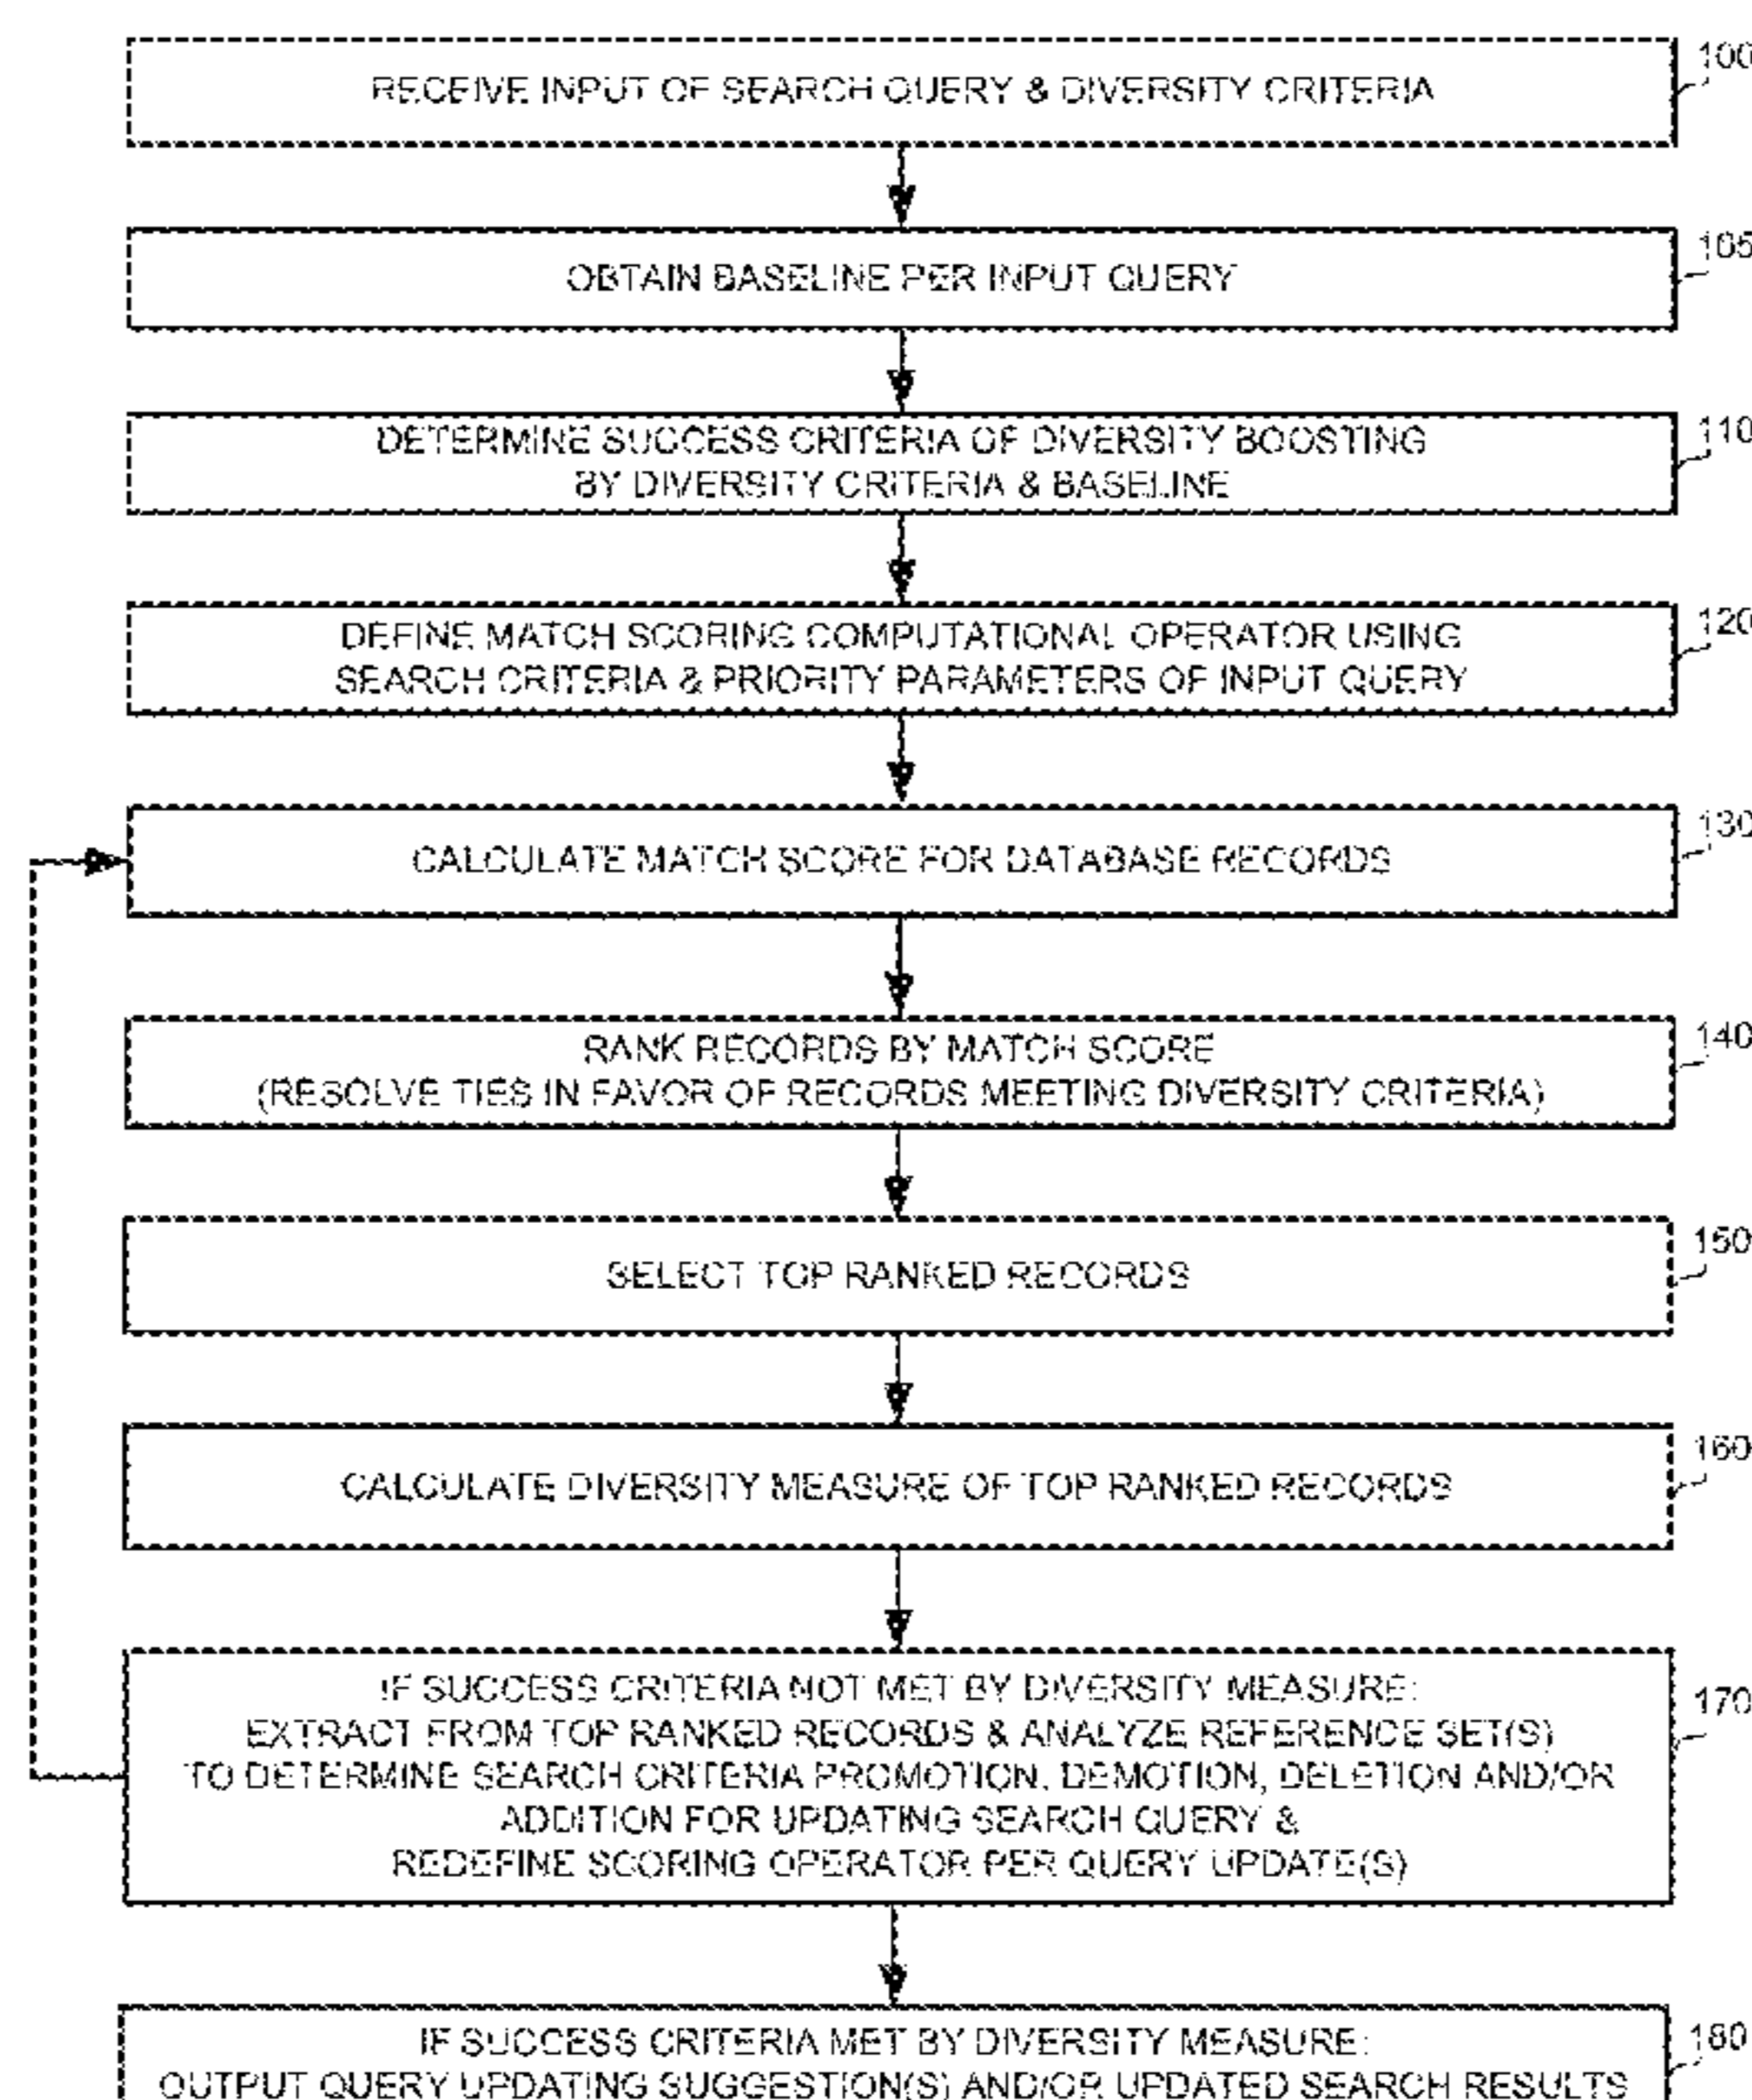 100
RECEIVE INPUT OF SEARCH QUERY & DIVERSITY CRITERIA
105
OBTAIN BASELINE PER INPUT QUERY
110
DETERMINE SUCCESS CRITERIA OF DIVERSITY BOOSTING
BY DIVERSITY CRITERIA & BASELINE
120
DEFINE MATCH SCORING COMPUTATIONAL OPERATOR USING
SEARCH CRITERIA & PRIORITY PARAMETERS OF INPUT QUERY
130
CALCULATE MATCH SCORE FOR DATABASE RECORDS
140
RANK RECORDS BY MATCH SCORE
(RESOLVE TIES IN FAVOR OF RECORDS MEETING DIVERSITY CRITERIA)
150
SELECT TOP RANKED RECORDS
160
CALCULATE DIVERSITY MEASURE OF TOP RANKED RECORDS
170
IF SUCCESS CRITERIA NOT MET BY DIVERSITY MEASURE:
EXTRACT FROM TOP RANKED RECORDS & ANALYZE REFERENCE SET(S)
TO DETERMINE SEARCH CRITERIA PROMOTION, DEMOTION, DELETION AND/OR
ADDITION FOR UPDATING SEARCH QUERY &
REDEFINE SCORING OPERATOR PER QUERY UPDATE(S)
180
IF SUCCESS CRITERIA MET BY DIVERSITY MEASURE:
OUTPUT QUERY UPDATING SUGGESTION(S) AND/OR UPDATED SEARCH RESULTS